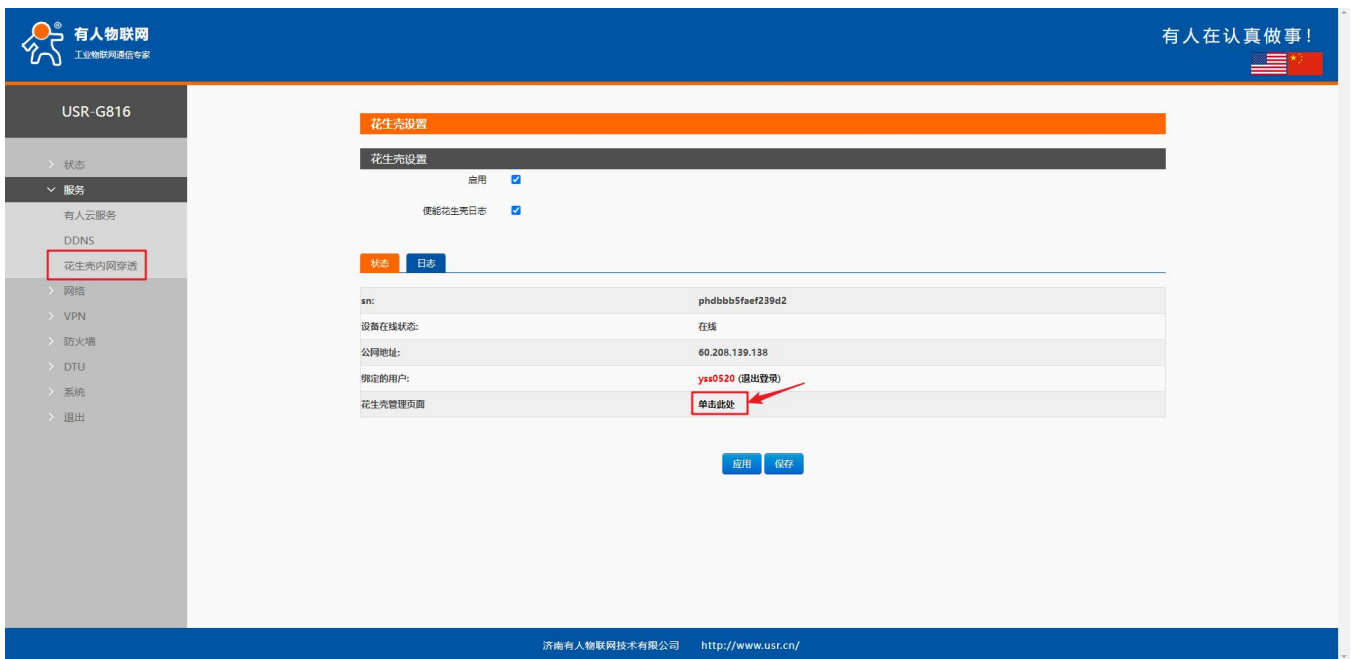 有人物联网
工业物联网通信专家
有人在认真做事！
USR-G816
状态
服务
有人云服务
DDNS
花生壳内网穿透
网络
VPN
防火墙
DTU
系统
退出
花生壳设置
花生壳设置
启用
使能花生壳日志
状态 日志
sn: phdbbb5faef239d2
设备在线状态: 在线
公网地址: 60.208.139.138
绑定的用户: yss0520 (退出登录)
花生壳管理页面 单击此处
应用 保存
济南有人物联网技术有限公司 http://www.usr.cn/